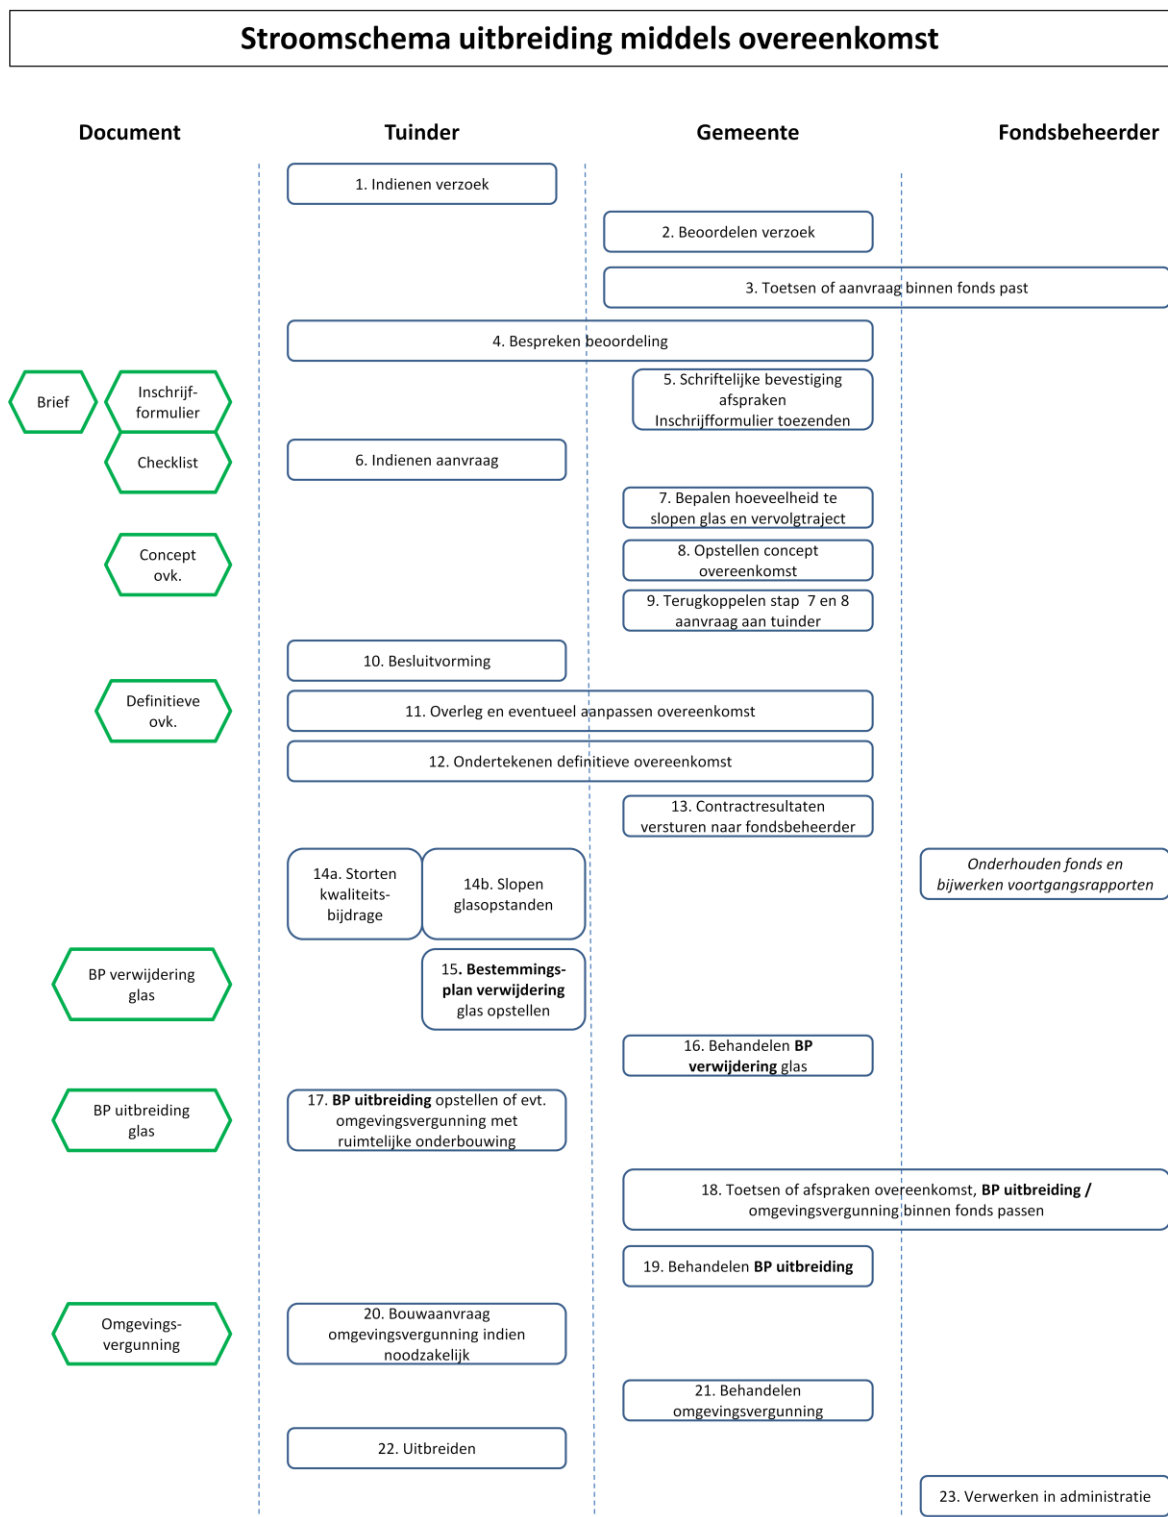 Stroomschema uitbreiding middels overeenkomst
Document
Tuinder
Gemeente
Fondsbeheerder
1. Indienen verzoek
2. Beoordelen verzoek
3. Toetsen of aanvraag binnen fonds past
4. Bespreken beoordeling
Brief
Inschrijf-
formulier
5. Schriftelijke bevestiging
afspraken
Inschrijfformulier toezenden
Checklist
6. Indienen aanvraag
7. Bepalen hoeveelheid te
slopen glas en vervolgtraject
Concept
ovk.
8. Opstellen concept
overeenkomst
9. Terugkoppelen stap 7 en 8
aanvraag aan tuinder
10. Besluitvorming
Definitieve
ovk.
11. Overleg en eventueel aanpassen overeenkomst
12. Ondertekenen definitieve overeenkomst
13. Contractresultaten
versturen naar fondsbeheerder
14a. Storten
kwaliteits-
bijdrage
14b. Slopen
glasopstanden
Onderhouden fonds en
bijwerken voortgangsrapporten
BP verwijdering
glas
15. Bestemmings-
plan verwijdering
glas opstellen
16. Behandelen BP
verwijdering glas
BP uitbreiding
glas
17. BP uitbreiding opstellen of evt.
omgevingsvergunning met
ruimtelijke onderbouwing
18. Toetsen of afspraken overeenkomst, BP uitbreiding /
omgevingsvergunning binnen fonds passen
19. Behandelen BP uitbreiding
Omgevings-
vergunning
20. Bouwaanvraag
omgevingsvergunning indien
noodzakelijk
21. Behandelen
omgevingsvergunning
22. Uitbreiden
23. Verwerken in administratie